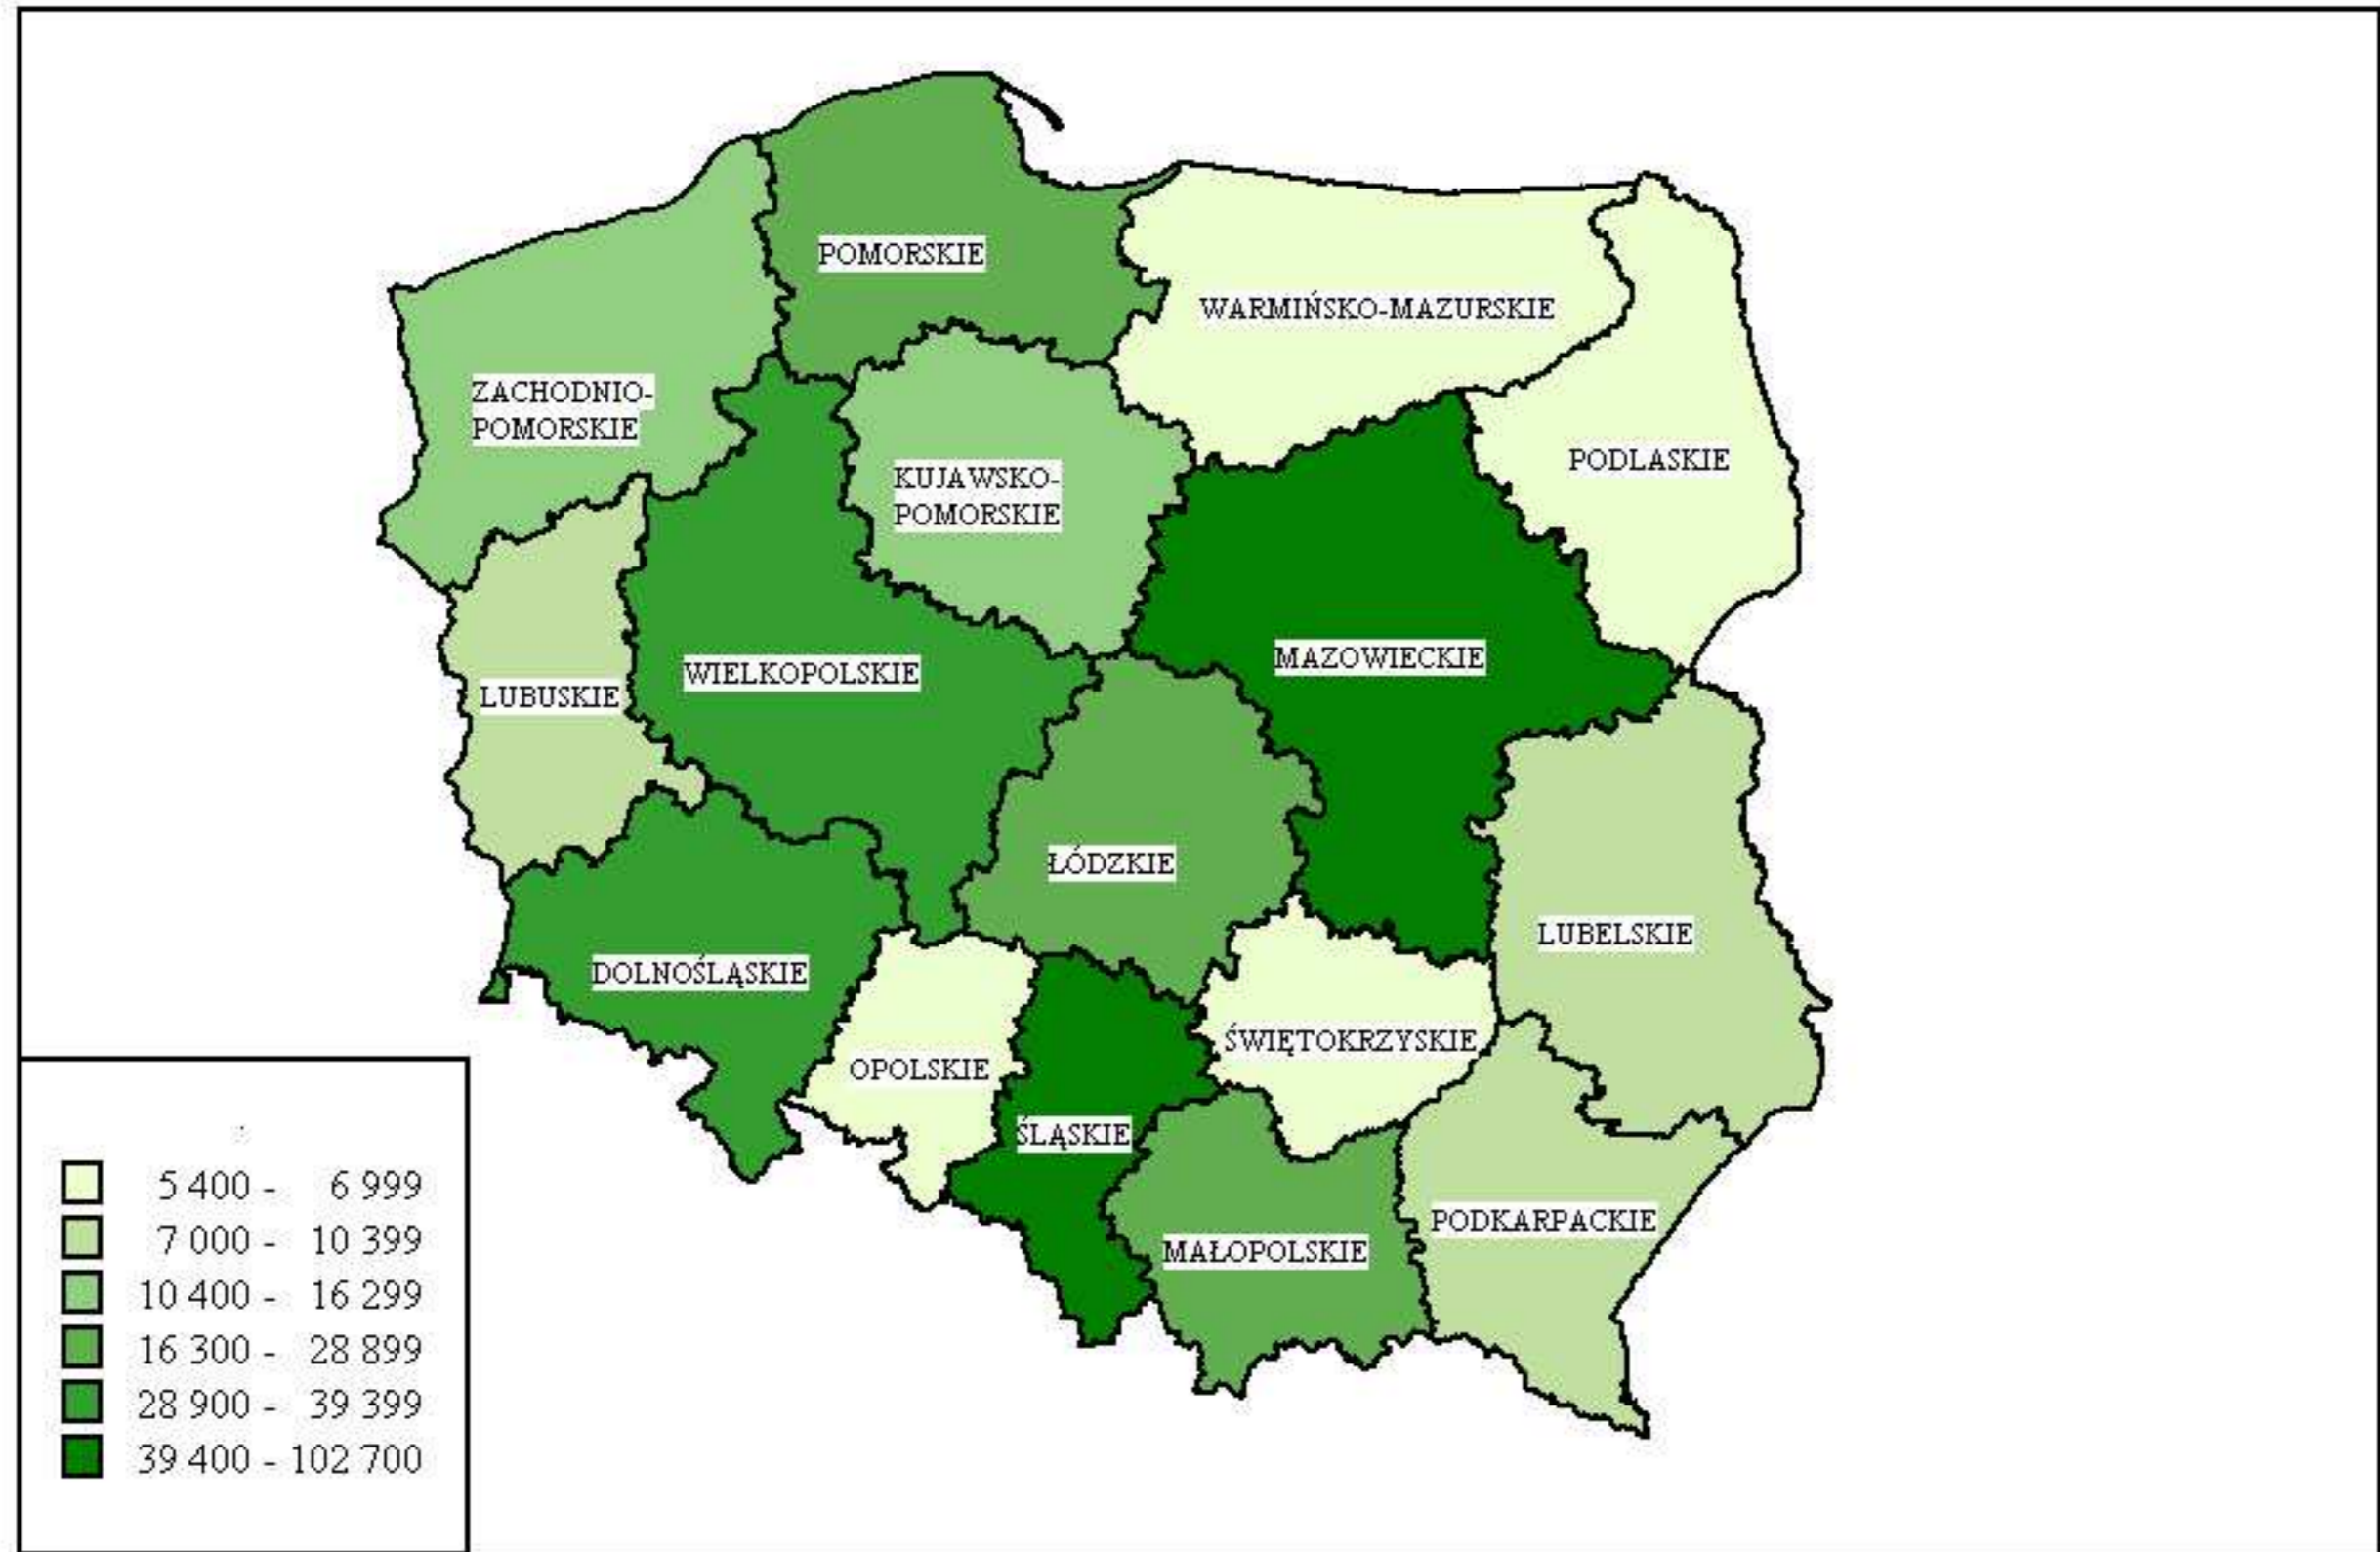 POMORSKIE
WARMIŃSKO-MAZURSKIE
ZACHODNIO-
POMORSKIE
PODLASKIE
KUJAWSKO-
POMORSKIE
MAZOWIECKIE
WIELKOPOLSKIE
LUBUSKIE
ŁÓDZKIE
LUBELSKIE
DOLNOŚLĄSKIE
ŚWIĘTOKRZYSKIE
OPOLSKIE
ŚLĄSKIE
PODKARPACKIE
MAŁOPOLSKIE
5 400 - 6 999
7 000 - 10 399
10 400 - 16 299
16 300 - 28 899
28 900 - 39 399
39 400 - 102 700